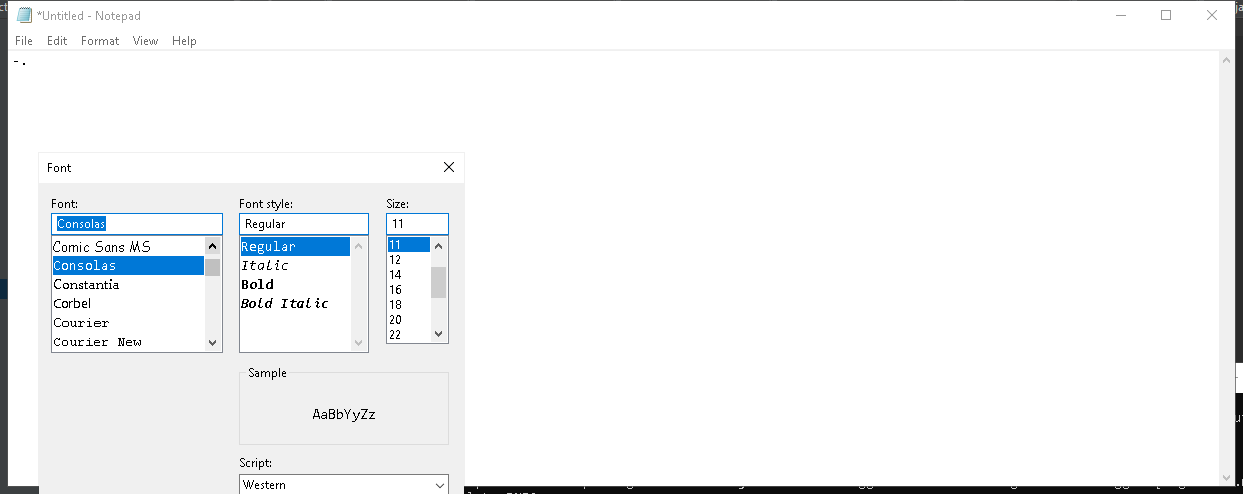 *Untitled - Notepad
File Edit Format View Help
-.
Font
Font: Font style: Size:
Consolas Regular 11
Comic Sans MS Regular 11
Consolas Italic 12
Constantia Bold 14
Corbel Bold Italic 16
Courier 18
Courier New 20
22
Sample
AaBbYyZz
Script:
Western